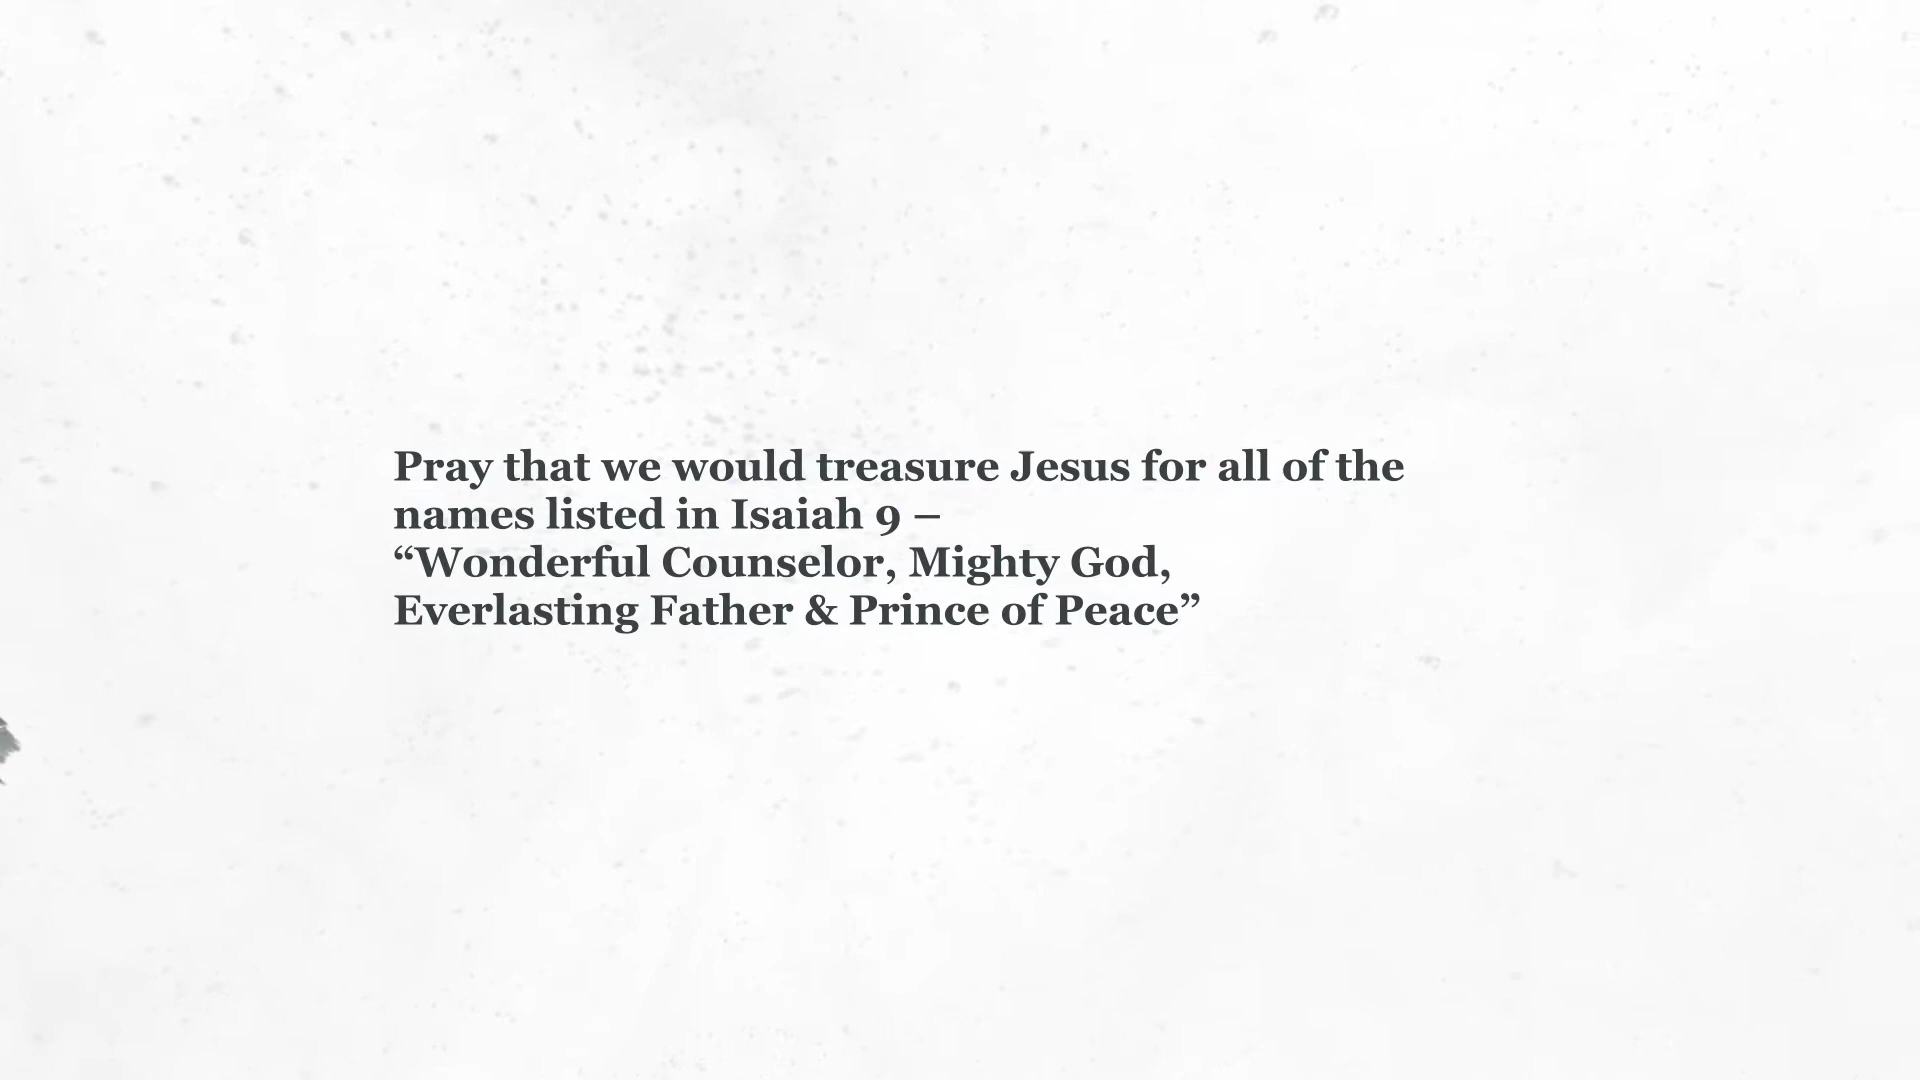 Pray that we would treasure Jesus for all of the
names listed in Isaiah 9 –
“Wonderful Counselor, Mighty God,
Everlasting Father & Prince of Peace”